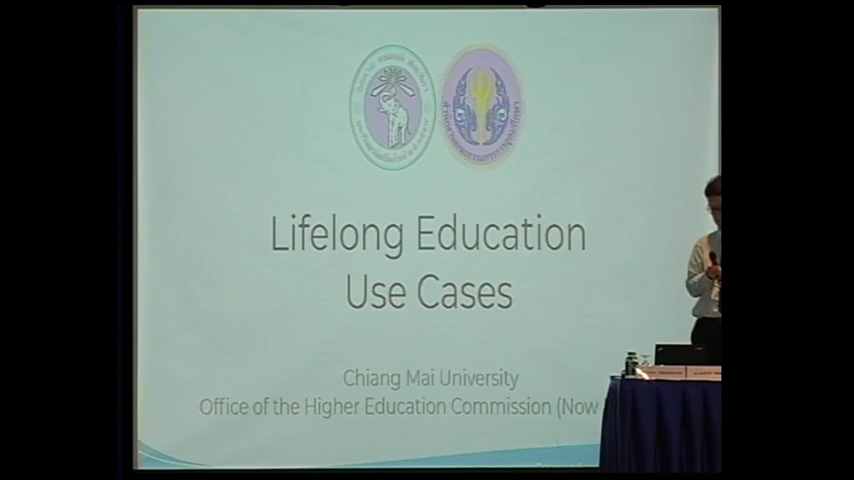 Lifelong Education
Use Cases
Chiang Mai University
Office of the Higher Education Commission (Now